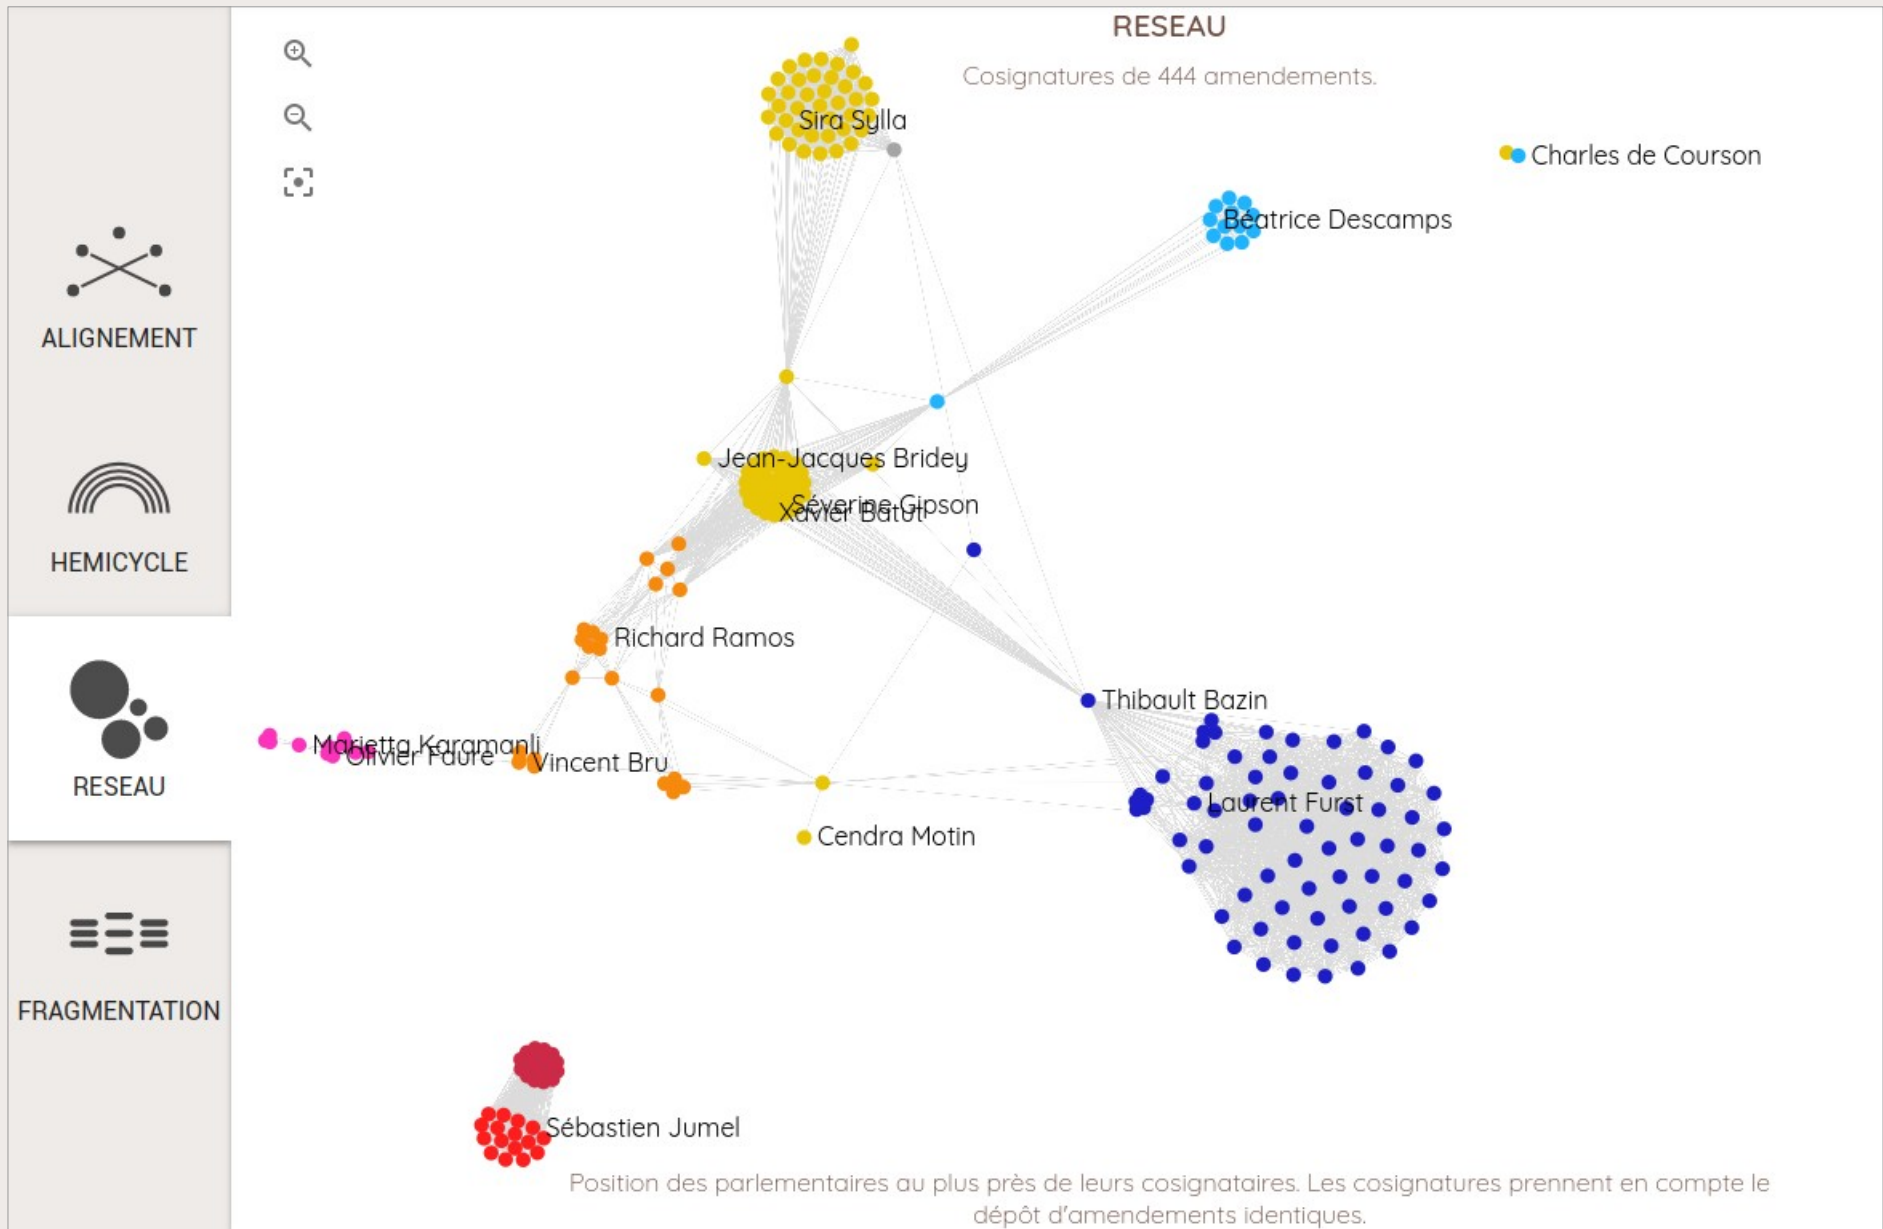 RESEAU
Cosignatures de 444 amendements.
Sira Sylla
Charles de Courson
Béatrice Descamps
ALIGNEMENT
Jean-Jacques Bridey
Séverine Gipson
Xavier Batut
HEMICYCLE
Richard Ramos
Thibault Bazin
Marietta Karamanli
Olivier Faure
Vincent Bru
RESEAU
Laurent Furst
Cendra Motin
FRAGMENTATION
Sébastien Jumel
Position des parlementaires au plus près de leurs cosignataires. Les cosignatures prennent en compte le
dépôt d'amendements identiques.